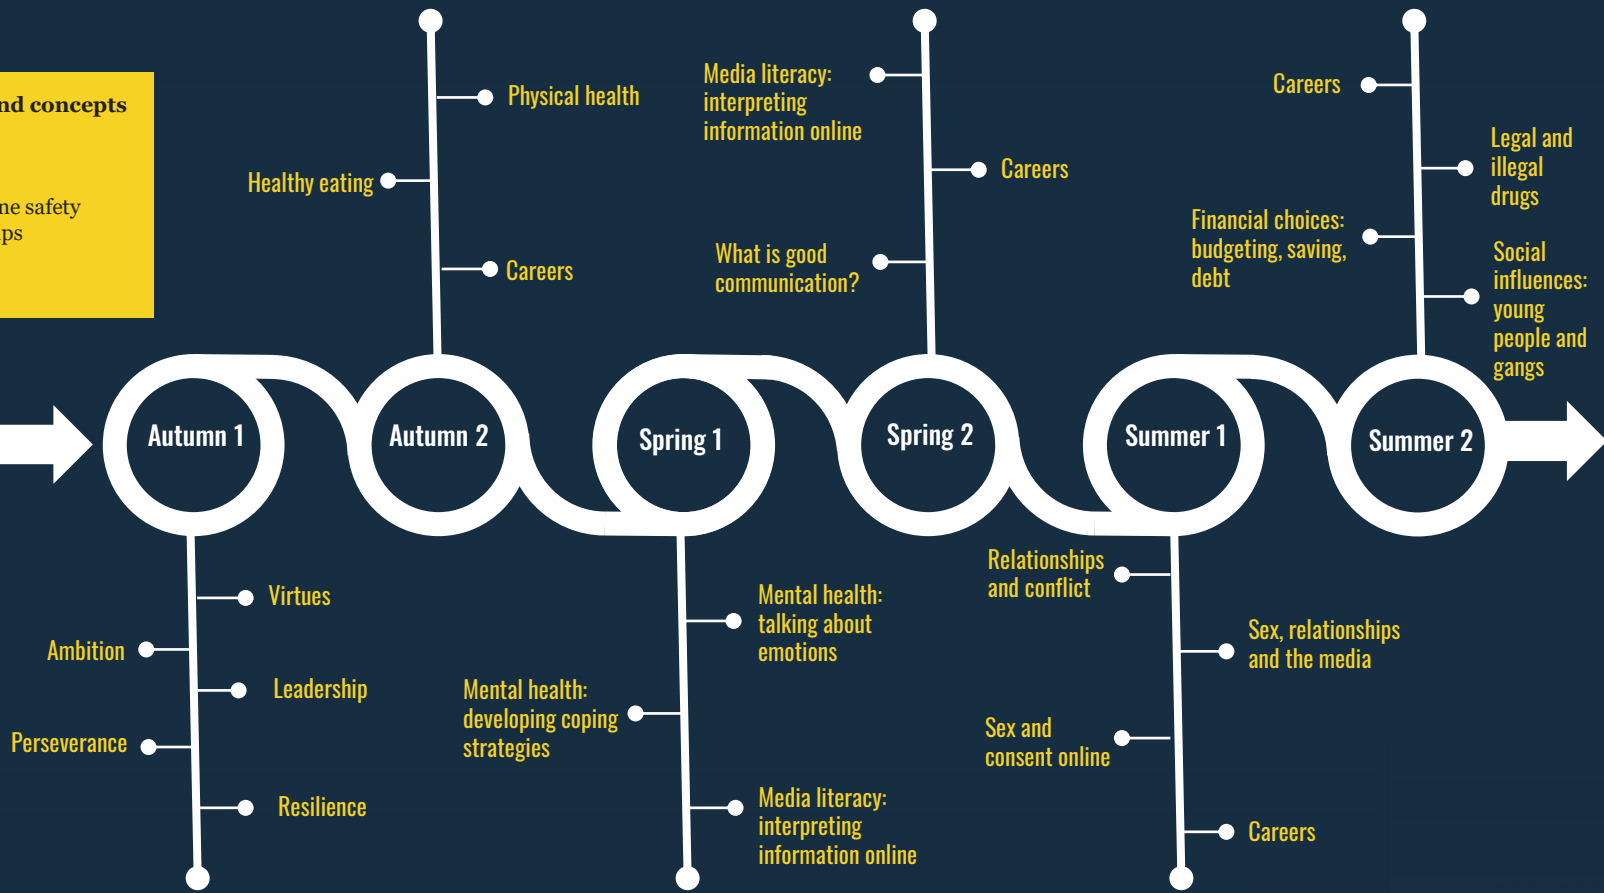 nd concepts
ne safety
ips
Physical health
Healthy eating
Careers
Media literacy:
interpreting
information online
Careers
What is good
communication?
Careers
Legal and
illegal
drugs
Financial choices:
budgeting, saving,
debt
Social
influences:
young
people and
gangs
Autumn 1
Autumn 2
Spring 1
Spring 2
Summer 1
Summer 2
Virtues
Ambition
Leadership
Perseverance
Resilience
Mental health:
talking about
emotions
Mental health:
developing coping
strategies
Media literacy:
interpreting
information online
Relationships
and conflict
Sex, relationships
and the media
Sex and
consent online
Careers